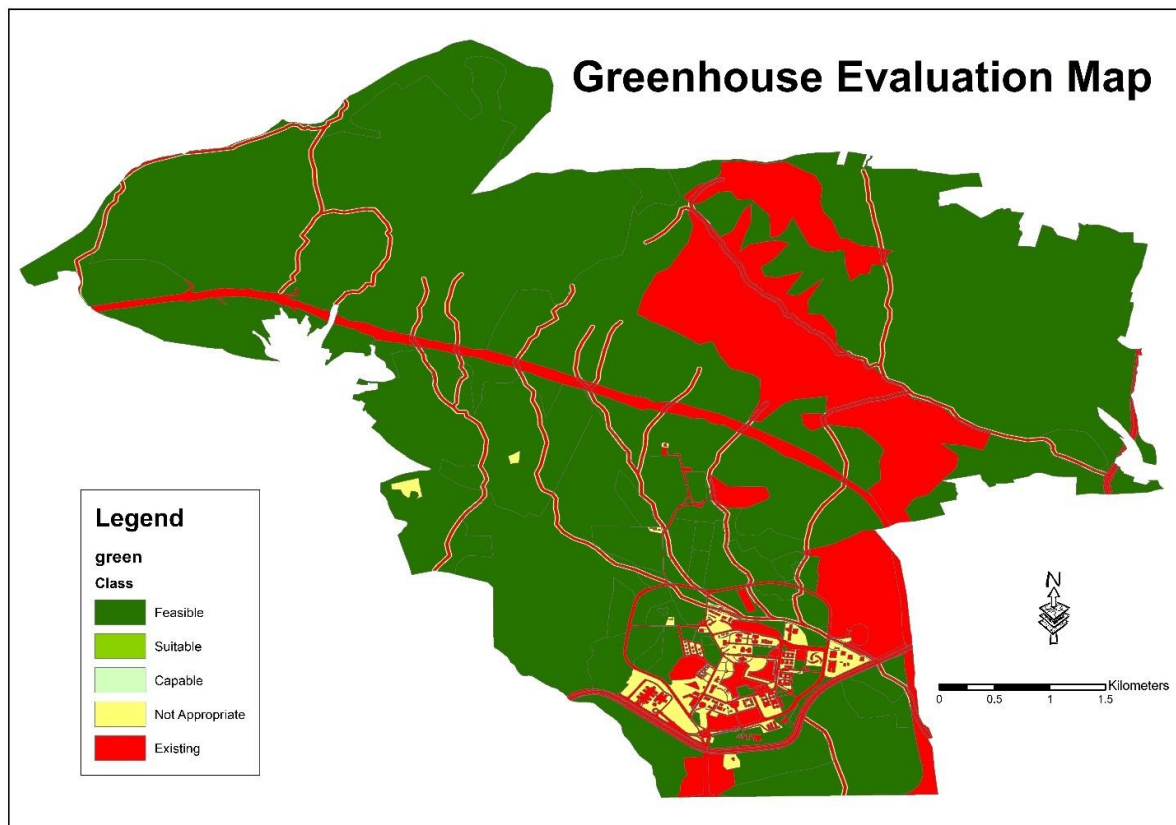 Greenhouse Evaluation Map
Legend
green
Class
Feasible
Suitable
Capable
Not Appropriate
Existing
N
Kilometers
0 0.5 1 1.5